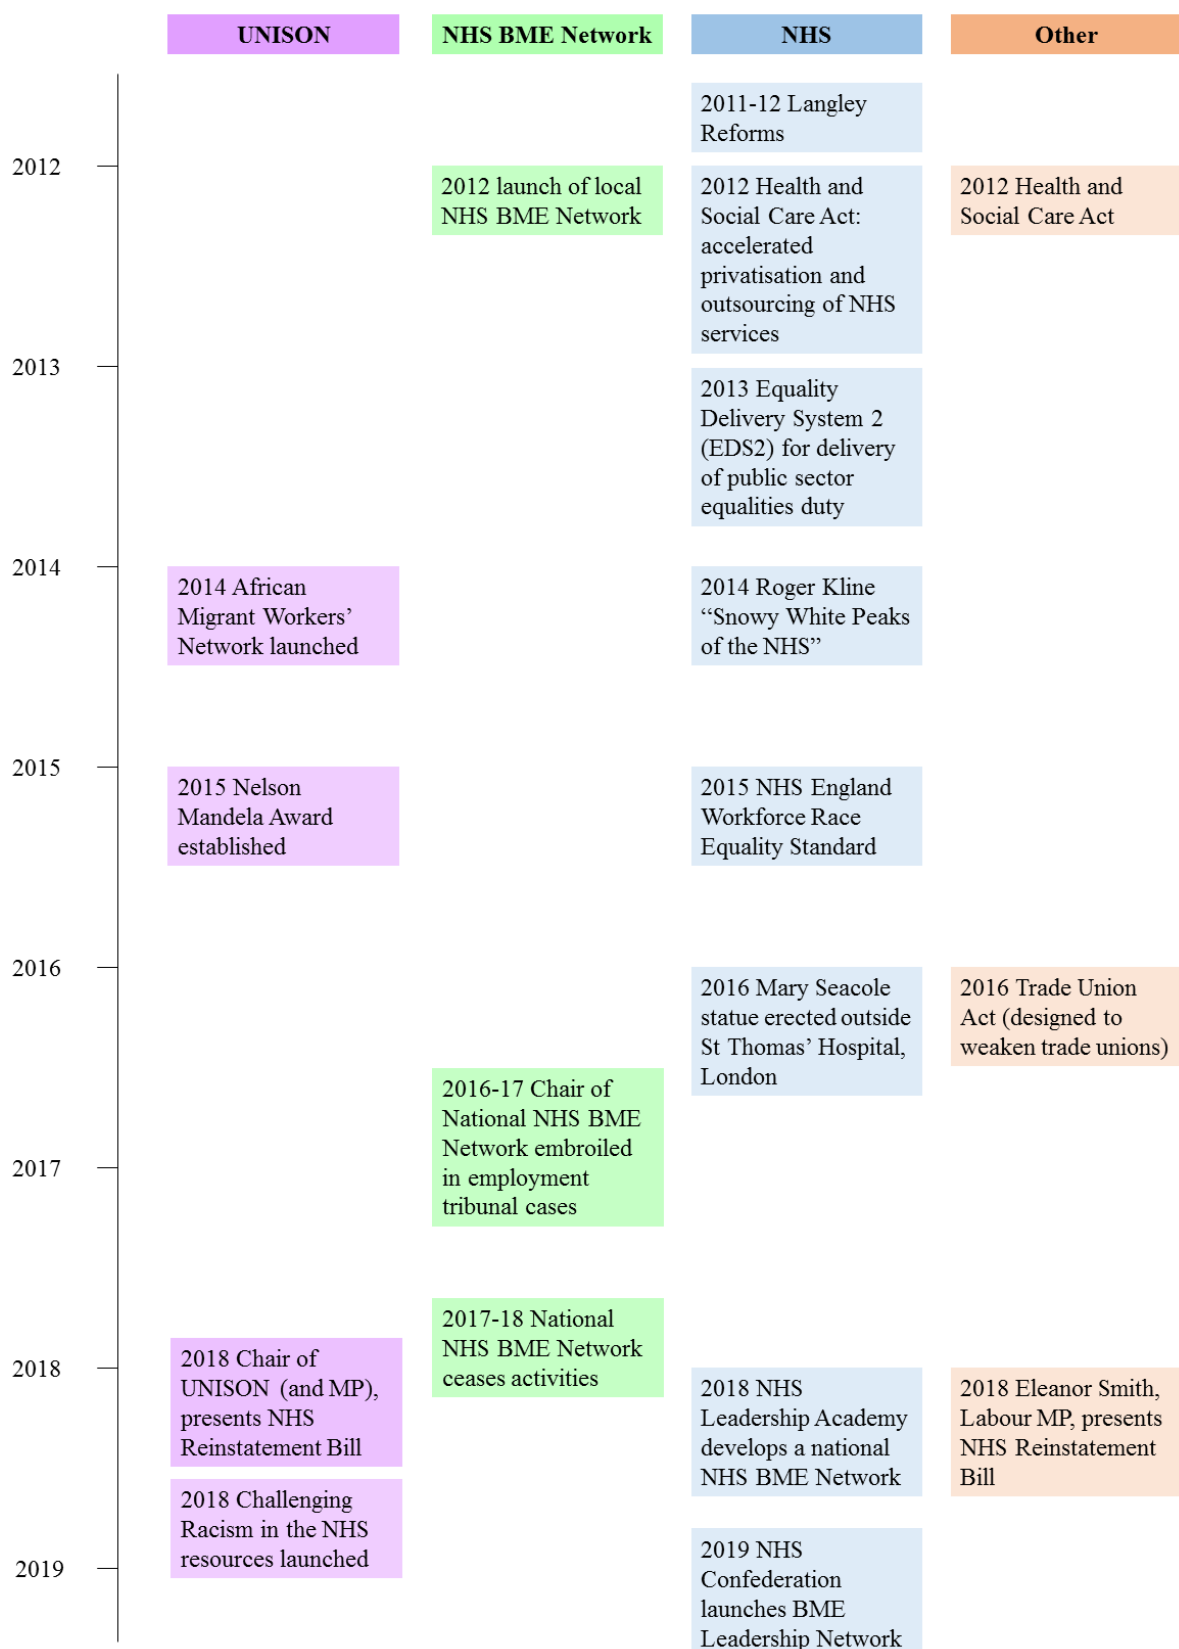 UNISON
NHS BME Network
NHS
Other
2011-12 Langley
Reforms
2012
2012 launch of local
NHS BME Network
2012 Health and
Social Care Act:
accelerated
privatisation and
outsourcing of NHS
services
2012 Health and
Social Care Act
2013
2013 Equality
Delivery System 2
(EDS2) for delivery
of public sector
equalities duty
2014
2014 African
Migrant Workers’
Network launched
2014 Roger Kline
“Snowy White Peaks
of the NHS”
2015
2015 Nelson
Mandela Award
established
2015 NHS England
Workforce Race
Equality Standard
2016
2016 Mary Seacole
statue erected outside
St Thomas’ Hospital,
London
2016 Trade Union
Act (designed to
weaken trade unions)
2016-17 Chair of
National NHS BME
Network embroiled
in employment
tribunal cases
2017
2017-18 National
NHS BME Network
ceases activities
2018
2018 Chair of
UNISON (and MP),
presents NHS
Reinstatement Bill
2018 NHS
Leadership Academy
develops a national
NHS BME Network
2018 Eleanor Smith,
Labour MP, presents
NHS Reinstatement
Bill
2018 Challenging
Racism in the NHS
resources launched
2019
2019 NHS
Confederation
launches BME
Leadership Network